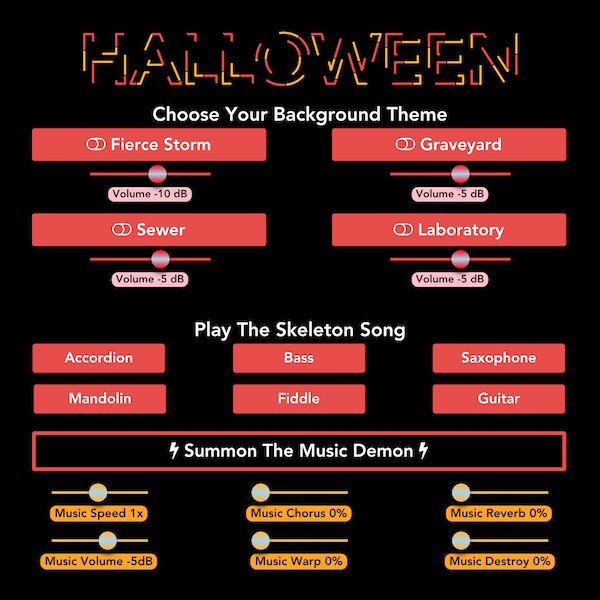 HALLOWEEN
Choose Your Background Theme
Fierce Storm
Graveyard
Volume -10 dB
Volume -5 dB
Sewer
Laboratory
Volume -5 dB
Volume -5 dB
Play The Skeleton Song
Accordion
Bass
Saxophone
Mandolin
Fiddle
Guitar
Summon The Music Demon
Music Speed 1x
Music Chorus 0%
Music Reverb 0%
Music Volume -5dB
Music Warp 0%
Music Destroy 0%